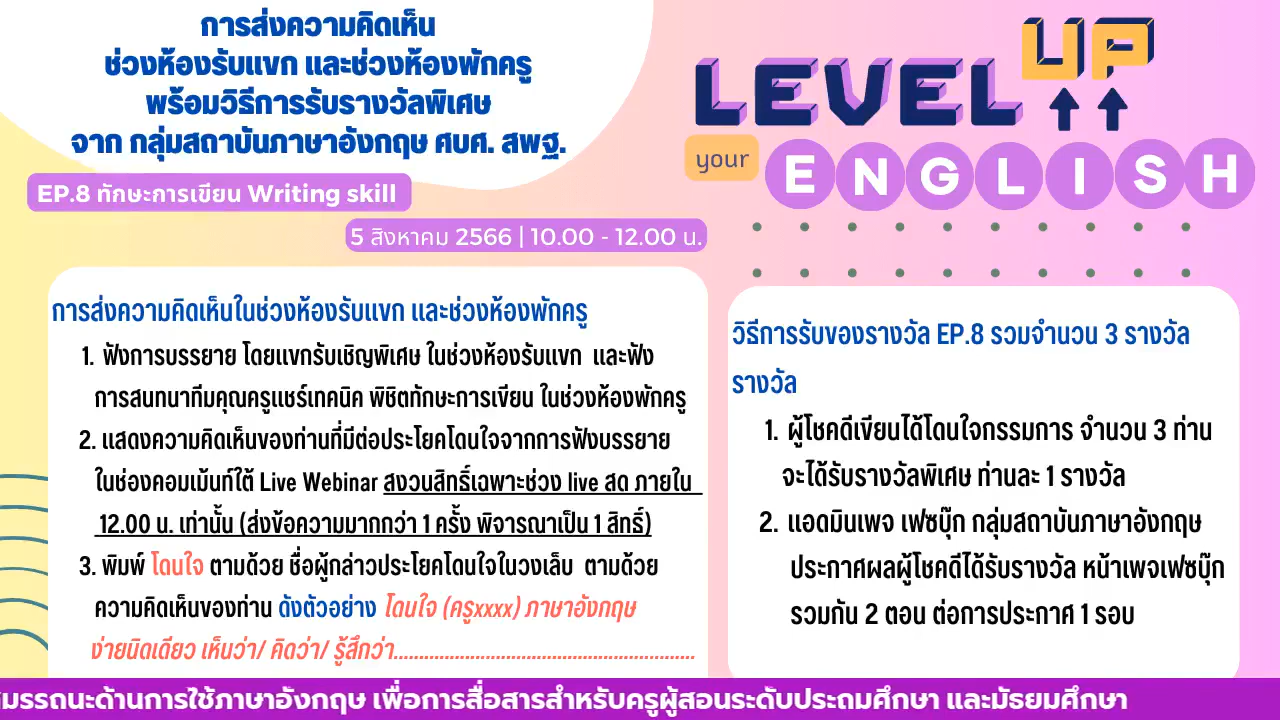 การส่งความคิดเห็น
ช่วงห้องรับแขก และช่วงห้องพักครู
พร้อมวิธีการรับรางวัลพิเศษ
จาก กลุ่มสถาบันภาษาอังกฤษ ศบศ. สพฐ.
EP.8 ทักษะการเขียน Writing skill
5 สิงหาคม 2566 | 10.00 - 12.00 น.
LEVEL UP
your ENGLISH
การส่งความคิดเห็นในช่วงห้องรับแขก และช่วงห้องพักครู
1. ฟังการบรรยาย โดยแขกรับเชิญพิเศษ ในช่วงห้องรับแขก และฟัง
การสนทนาทีมคุณครูแชร์เทคนิค พิชิตทักษะการเขียน ในช่วงห้องพักครู
2. แสดงความคิดเห็นของท่านที่มีต่อประโยคโดนใจจากการฟังบรรยาย
ในช่องคอมเม้นท์ใต้ Live Webinar สงวนสิทธิ์เฉพาะช่วง live สด ภายใน
12.00 น. เท่านั้น (ส่งข้อความมากกว่า 1 ครั้ง พิจารณาเป็น 1 สิทธิ์)
3. พิมพ์ โดนใจ ตามด้วย ชื่อผู้กล่าวประโยคโดนใจในวงเล็บ ตามด้วย
ความคิดเห็นของท่าน ดังตัวอย่าง โดนใจ (ครูxxxx) ภาษาอังกฤษ
ง่ายนิดเดียว เห็นว่า/ คิดว่า/ รู้สึกว่า............................................................
วิธีการรับของรางวัล EP.8 รวมจำนวน 3 รางวัล
รางวัล
1. ผู้โชคดีเขียนได้โดนใจกรรมการ จำนวน 3 ท่าน
จะได้รับรางวัลพิเศษ ท่านละ 1 รางวัล
2. แอดมินเพจ เฟซบุ๊ก กลุ่มสถาบันภาษาอังกฤษ
ประกาศผลผู้โชคดีได้รับรางวัล หน้าเพจเฟซบุ๊ก
รวมกัน 2 ตอน ต่อการประกาศ 1 รอบ
มรรถนะด้านการใช้ภาษาอังกฤษ เพื่อการสื่อสารสำหรับครูผู้สอนระดับประถมศึกษา และมัธยมศึกษา